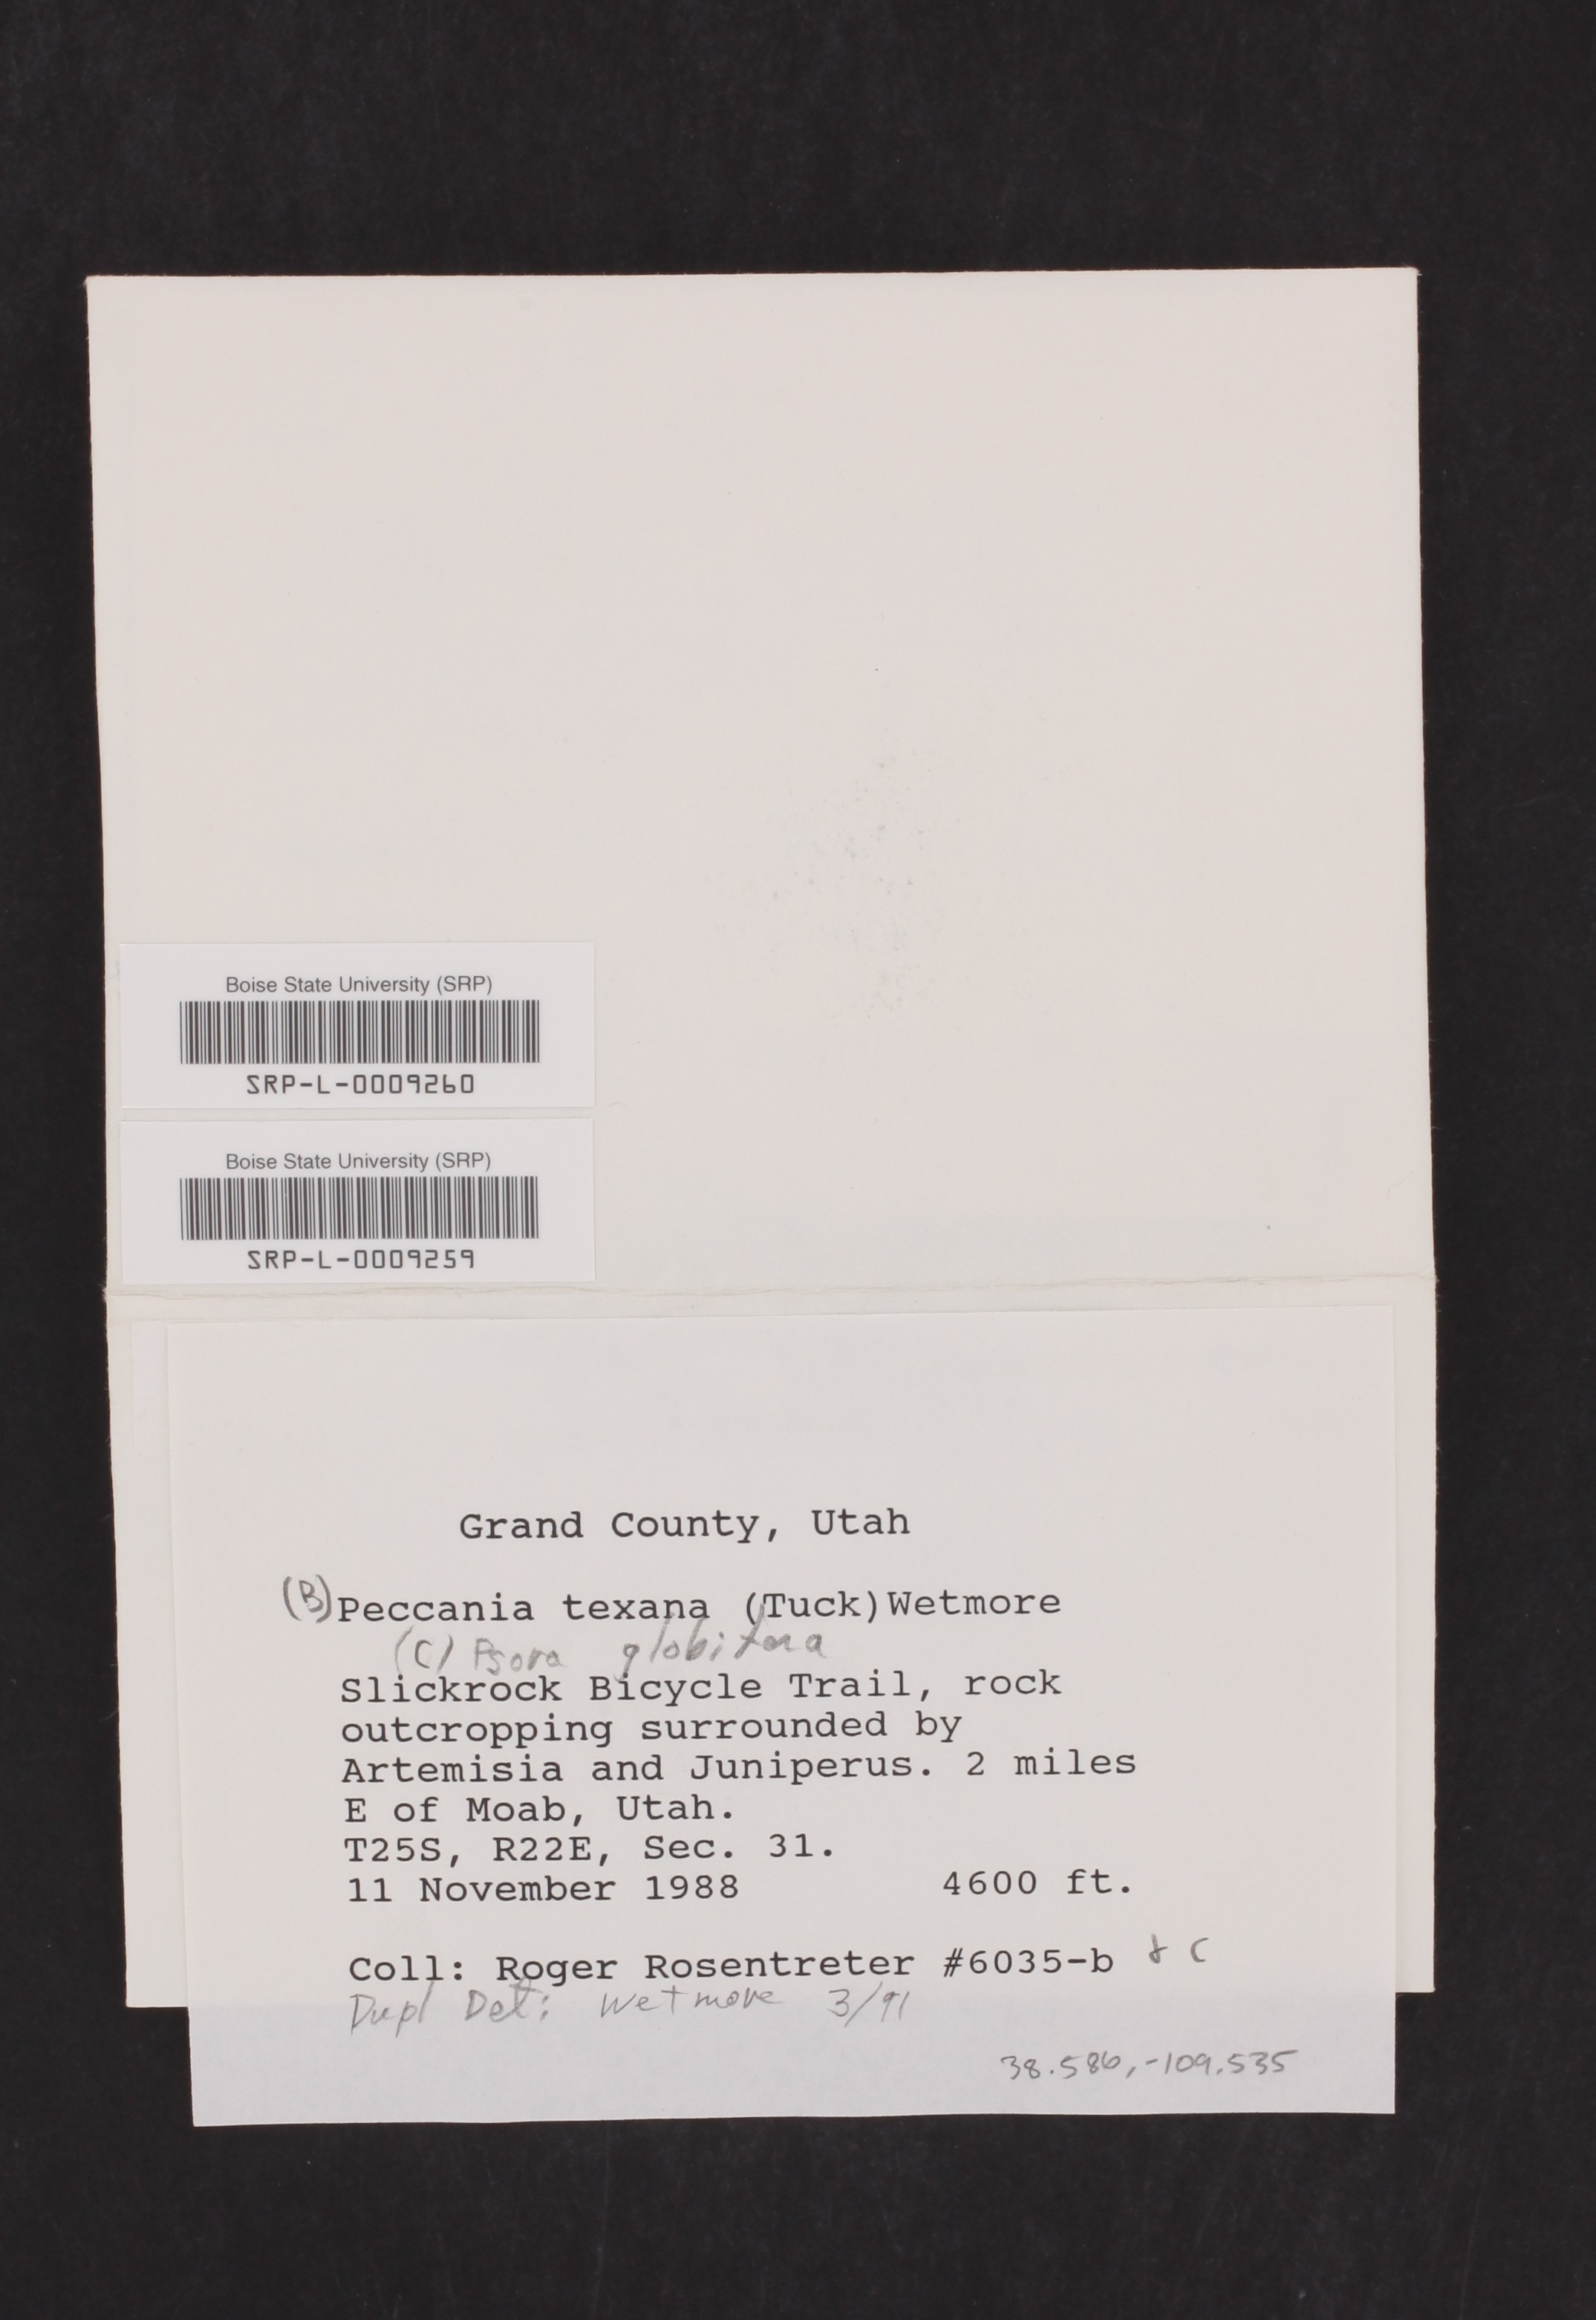 Boise State University (SRP)
SRP-L-0009260
Boise State University (SRP)
SRP-L-0009259
Grand County, Utah
(B) Peccania texana (Tuck)Wetmore
(C) Psora globifera
Slickrock Bicycle Trail, rock
outcropping surrounded by
Artemisia and Juniperus. 2 miles
E of Moab, Utah.
T25S, R22E, Sec. 31.
11 November 1988 4600 ft.
Coll: Roger Rosentreter #6035-b & C
Dupl Det: Wetmore 3/91
38.586, -109.535